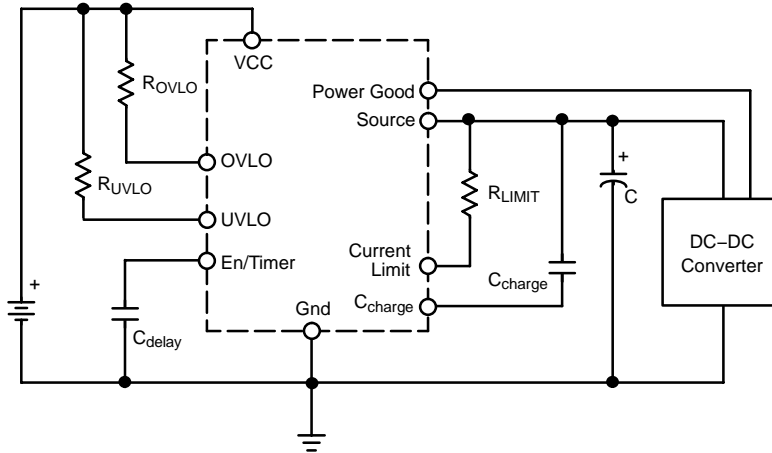 VCC
ROVLO
Power Good
Source
OVLO
RUVLO
UVLO
RLIMIT
+
C
DC−DC
Converter
En/Timer
Current
Limit
Ccharge
+
Cdelay
Gnd
Ccharge